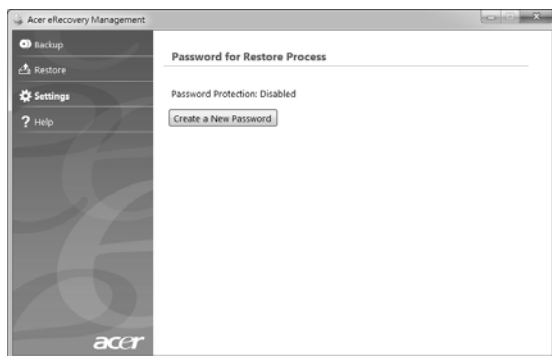 Acer eRecovery Management
Backup
Restore
Settings
Help
Password for Restore Process
Password Protection: Disabled
Create a New Password
acer